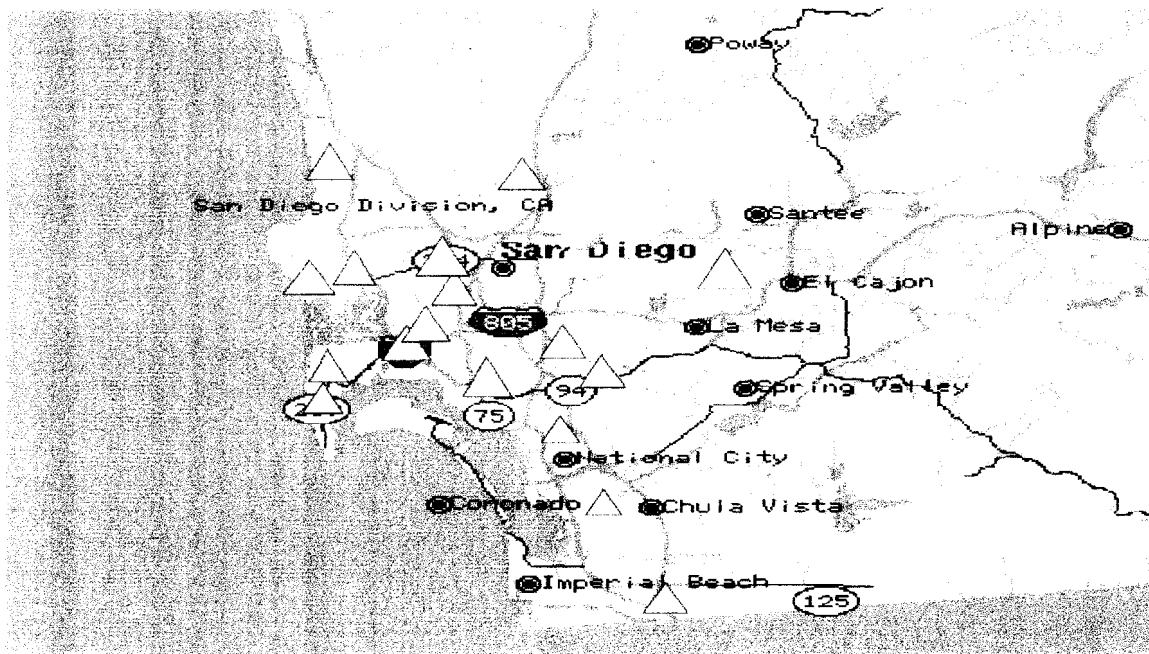 Poway
San Diego Division, CA
Santee
Alpine
San Diego
El Cajon
805
La Mesa
94
Spring Valley
75
National City
Coronado
Chula Vista
Imperial Beach
125